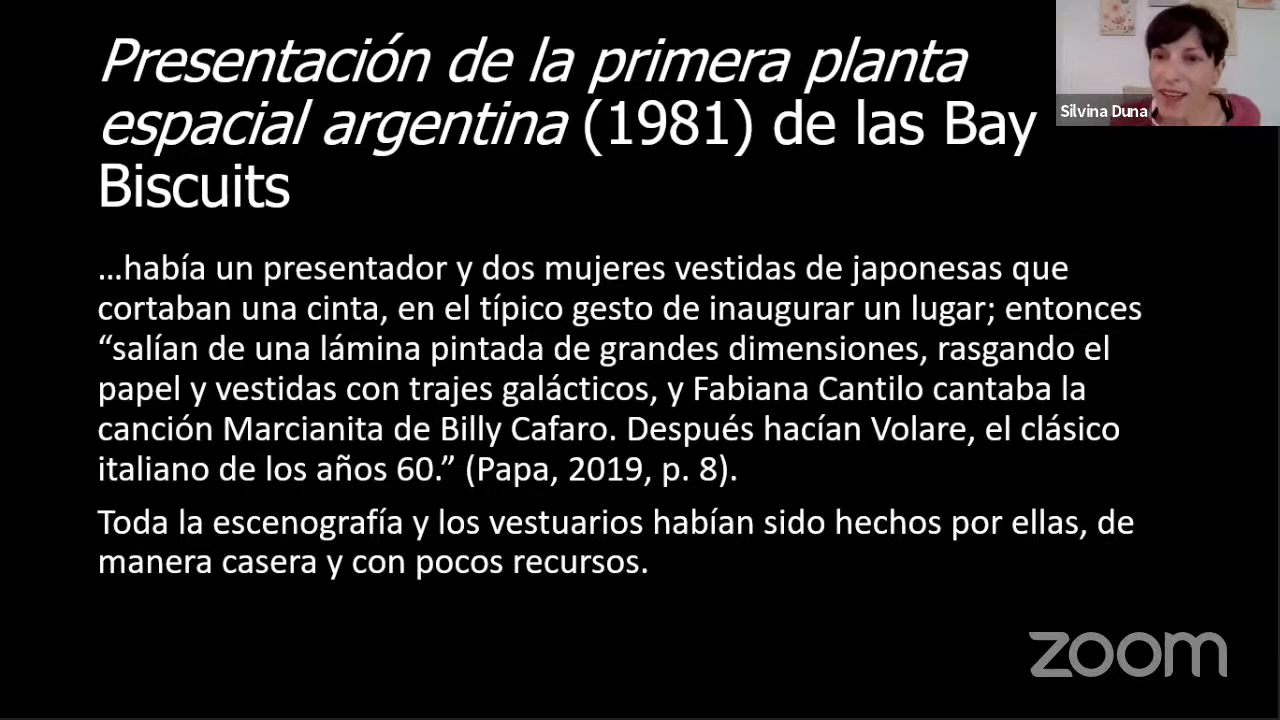 Presentación de la primera planta
espacial argentina (1981) de las Bay
Biscuits
Silvina Duna
...había un presentador y dos mujeres vestidas de japonesas que
cortaban una cinta, en el típico gesto de inaugurar un lugar; entonces
“salían de una lámina pintada de grandes dimensiones, rasgando el
papel y vestidas con trajes galácticos, y Fabiana Cantilo cantaba la
canción Marcianita de Billy Cafaro. Después hacían Volare, el clásico
italiano de los años 60.” (Papa, 2019, p. 8).
Toda la escenografía y los vestuarios habían sido hechos por ellas, de
manera casera y con pocos recursos.
zoom